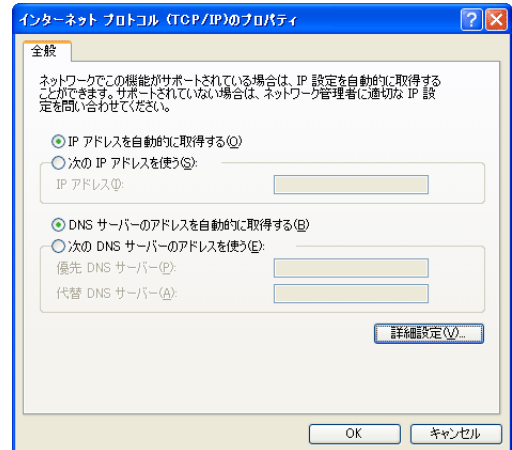 インターネット プロトコル (TCP/IP)のプロパティ
全般
ネットワークでこの機能がサポートされている場合は、IP 設定を自動的に取得する
ことができます。サポートされていない場合は、ネットワーク管理者に適切な IP 設
定を問い合わせてください。
IP アドレスを自動的に取得する(O)
次の IP アドレスを使う(S):
IP アドレス(I):
DNS サーバーのアドレスを自動的に取得する(B)
次の DNS サーバーのアドレスを使う(E):
優先 DNS サーバー(P):
代替 DNS サーバー(A):
詳細設定(V)...
OK
キャンセル